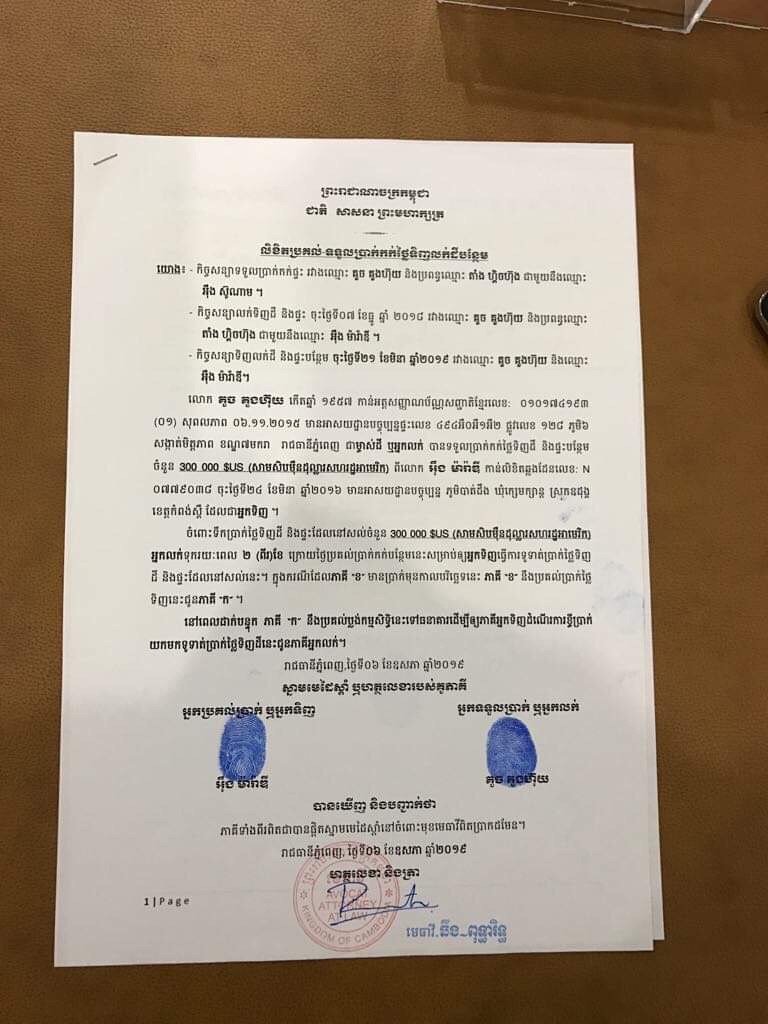 ព្រះរាជាណាចក្រកម្ពុជា
ជាតិ សាសនា ព្រះមហាក្សត្រ
លិខិតប្រគល់-ទទួលប្រាក់កក់ថ្លៃទិញលក់ដីបន្ថែម
យោង៖ - កិច្ចសន្យាទទួលប្រាក់កក់ផ្ទះ រវាងឈ្មោះ គួច គួងហ៊ុយ និងប្រពន្ធឈ្មោះ តាំង ហ្គិចហ៊ុង ជាមួយនឹងឈ្មោះ
អ៊ឹង ស៊ូណាម ។
- កិច្ចសន្យាលក់ទិញដី និងផ្ទះ ចុះថ្ងៃទី០៧ ខែធ្នូ ឆ្នាំ ២០១៨ រវាងឈ្មោះ គួច គួងហ៊ុយ និងប្រពន្ធឈ្មោះ
តាំង ហ្គិចហ៊ុង ជាមួយនឹងឈ្មោះ អ៊ឹង ម៉ារ៉ាឌី ។
- កិច្ចសន្យាទិញលក់ដី និងផ្ទះបន្ថែម ចុះថ្ងៃទី២១ ខែមិនា ឆ្នាំ២០១៩ រវាងឈ្មោះ គួច គួងហ៊ុយ និងឈ្មោះ
អ៊ឹង ម៉ារ៉ាឌី។
លោក គួច គួងហ៊ុយ កើតឆ្នាំ ១៩៥៧ កាន់អត្តសញ្ញាណប័ណ្ណសញ្ជាតិខ្មែរលេខ: ០១០១៧៤១៩៣
(០១) សុពលភាព ០៦.១១.២០១៥ មានអាសយដ្ឋានបច្ចុប្បន្នផ្ទះលេខ ៤៩៤អឺ០អឺ១អឺ២ ផ្លូវលេខ ១២៨ ភូមិ៦
សង្កាត់មិត្តភាព ខណ្ឌ៧មករា រាជធានីភ្នំពេញ ជាម្ចាស់ដី ឬអ្នកលក់ បានទទួលប្រាក់កក់ថ្លៃទិញដី និងផ្ទះបន្ថែម
ចំនួន 300 000 $US (សាមសិបម៉ឺនដុល្លារសហរដ្ឋអាមេរិក) ពីលោក អ៊ឹង ម៉ារ៉ាឌី កាន់លិខិតឆ្លងដែនលេខ: N
០៧៧៩០៣៨ ចុះថ្ងៃទី២៤ ខែមិនា ឆ្នាំ២០១៦ មានអាសយដ្ឋានបច្ចុប្បន្ន ភូមិបាត់ដឹង ឃុំក្សេមក្សាន្ត ស្រុកឧដុង្គ
ខេត្តកំពង់ស្ពឺ ដែលជាអ្នកទិញ ។
ចំពោះទឹកប្រាក់ថ្លៃទិញដី និងផ្ទះដែលនៅសល់ចំនួន 300 000 $US (សាមសិបម៉ឺនដុល្លារសហរដ្ឋអាមេរិក)
អ្នកលក់ទុករយៈពេល ២ (ពីរ)ខែ ក្រោយថ្ងៃប្រគល់ប្រាក់កក់បន្ថែមនេះសម្រាប់ឲ្យអ្នកទិញធ្វើការទូទាត់ប្រាក់ថ្លៃទិញ
ដី និងផ្ទះដែលនៅសល់នេះ។ ក្នុងករណីដែលភាគី "ខ" មានប្រាក់មុនកាលបរិច្ឆេទនេះ ភាគី "ខ" នឹងប្រគល់ប្រាក់ថ្លៃ
ទិញនេះជូនភាគី "ក" ។
នៅពេលដាក់បន្ទុក ភាគី "ក" នឹងប្រគល់ប្លង់កម្មសិទ្ធិនេះទៅធនាគារដើម្បីឲ្យភាគីអ្នកទិញដំណើរការខ្ចីប្រាក់
យកមកទូទាត់ប្រាក់ថ្លៃទិញដីនេះជូនភាគីអ្នកលក់។
រាជធានីភ្នំពេញ,ថ្ងៃទី០៦ ខែឧសភា ឆ្នាំ២០១៩
ស្នាមមេដៃស្តាំ ឬហត្ថលេខារបស់គូភាគី
អ្នកប្រគល់ប្រាក់ ឬអ្នកទិញ
អ្នកទទួលប្រាក់ ឬអ្នកលក់
អ៊ឹង ម៉ារ៉ាឌី
គួច គួងហ៊ុយ
បានឃើញ និងបញ្ជាក់ថា
ភាគីទាំងពីរពិតជាបានផ្តិតស្នាមមេដៃស្តាំនៅចំពោះមុខមេធាវីពិតប្រាកដមែន។
រាជធានីភ្នំពេញ, ថ្ងៃទី០៦ ខែឧសភា ឆ្នាំ២០១៩
ហត្ថលេខា និងត្រា
AVOCAT
ATTORNEY
AT LAW
KINGDOM OF CAMBODIA
1 | Page
មេធាវី.ឆឹង ពុទ្ធារិទ្ធ